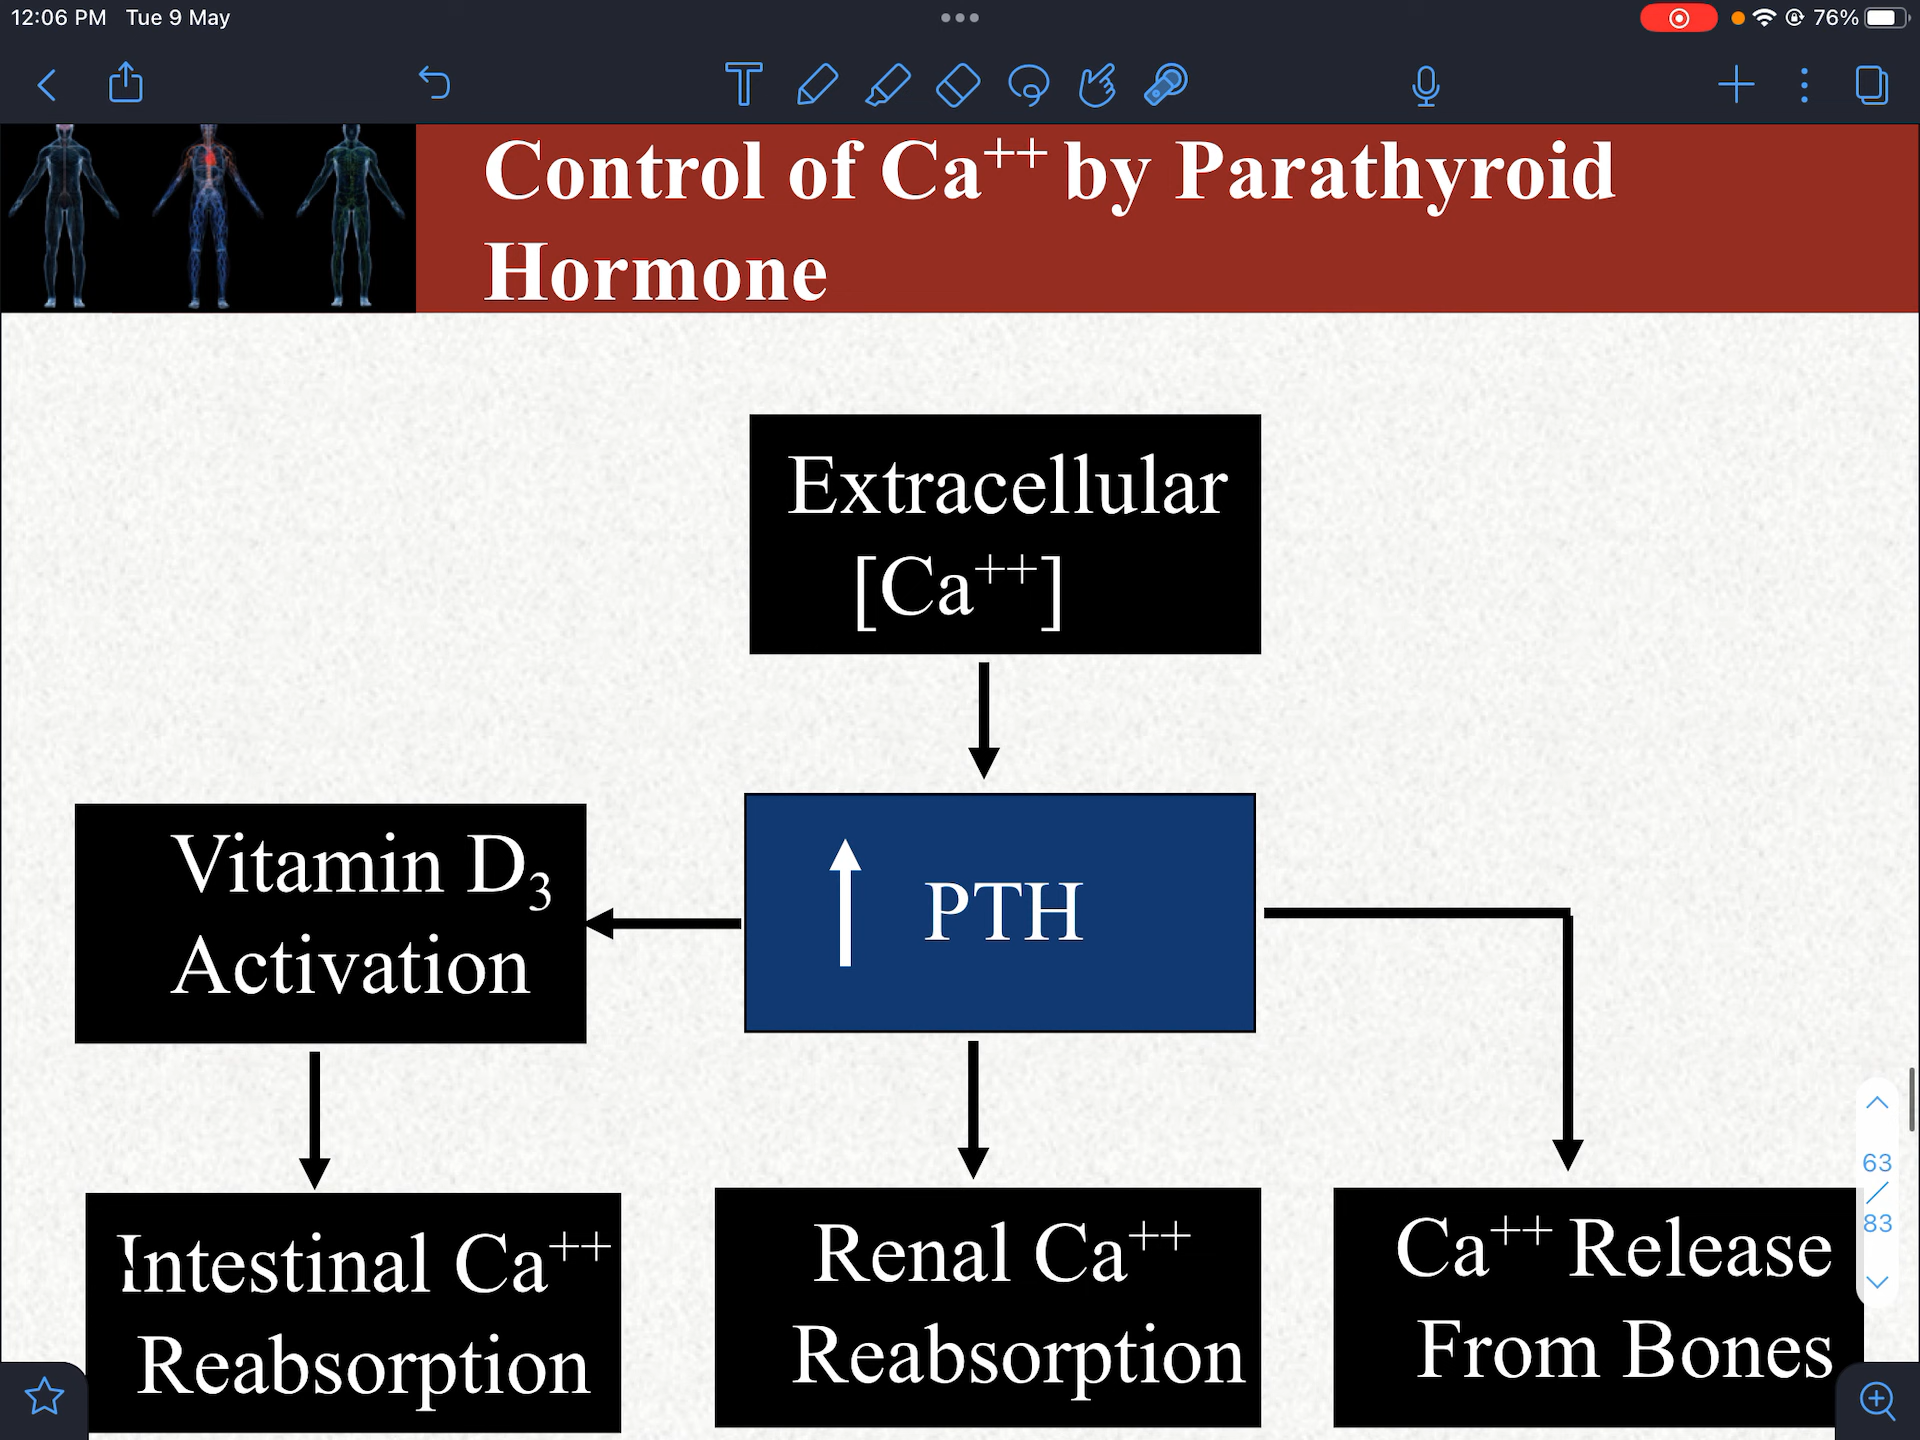 12:06 PM Tue 9 May
76%
Control of Ca⁺⁺ by Parathyroid
Hormone
Extracellular
[Ca⁺⁺]
Vitamin D₃
Activation
PTH
Intestinal Ca⁺⁺
Reabsorption
Renal Ca⁺⁺
Reabsorption
Ca⁺⁺ Release
From Bones
63
/
83